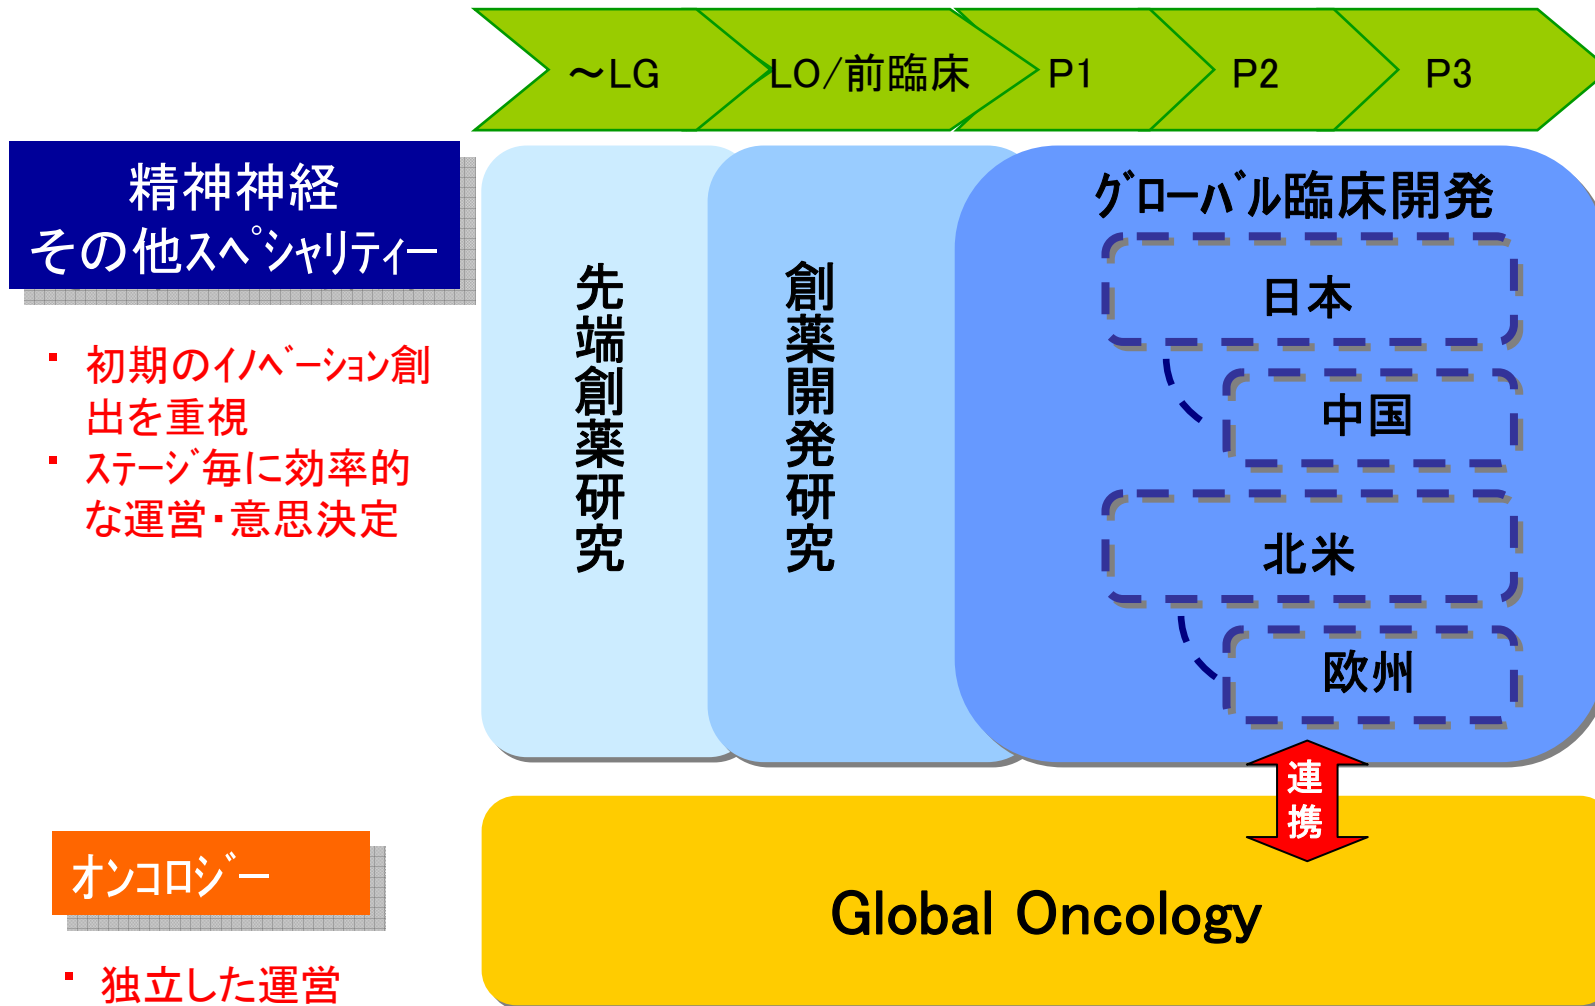 ～LG
LO/前臨床
P1
P2
P3
精神神経
その他ｽﾍﾟｼｬﾘﾃｨｰ
・ 初期のｲﾉﾍﾞｰｼｮﾝ創
出を重視
・ ｽﾃｰｼﾞ毎に効率的
な運営・意思決定
先端創薬研究
創薬開発研究
ｸﾞﾛｰﾊﾞﾙ臨床開発
日本
中国
北米
欧州
連携
ｵﾝｺﾛｼﾞｰ
・ 独立した運営
Global Oncology